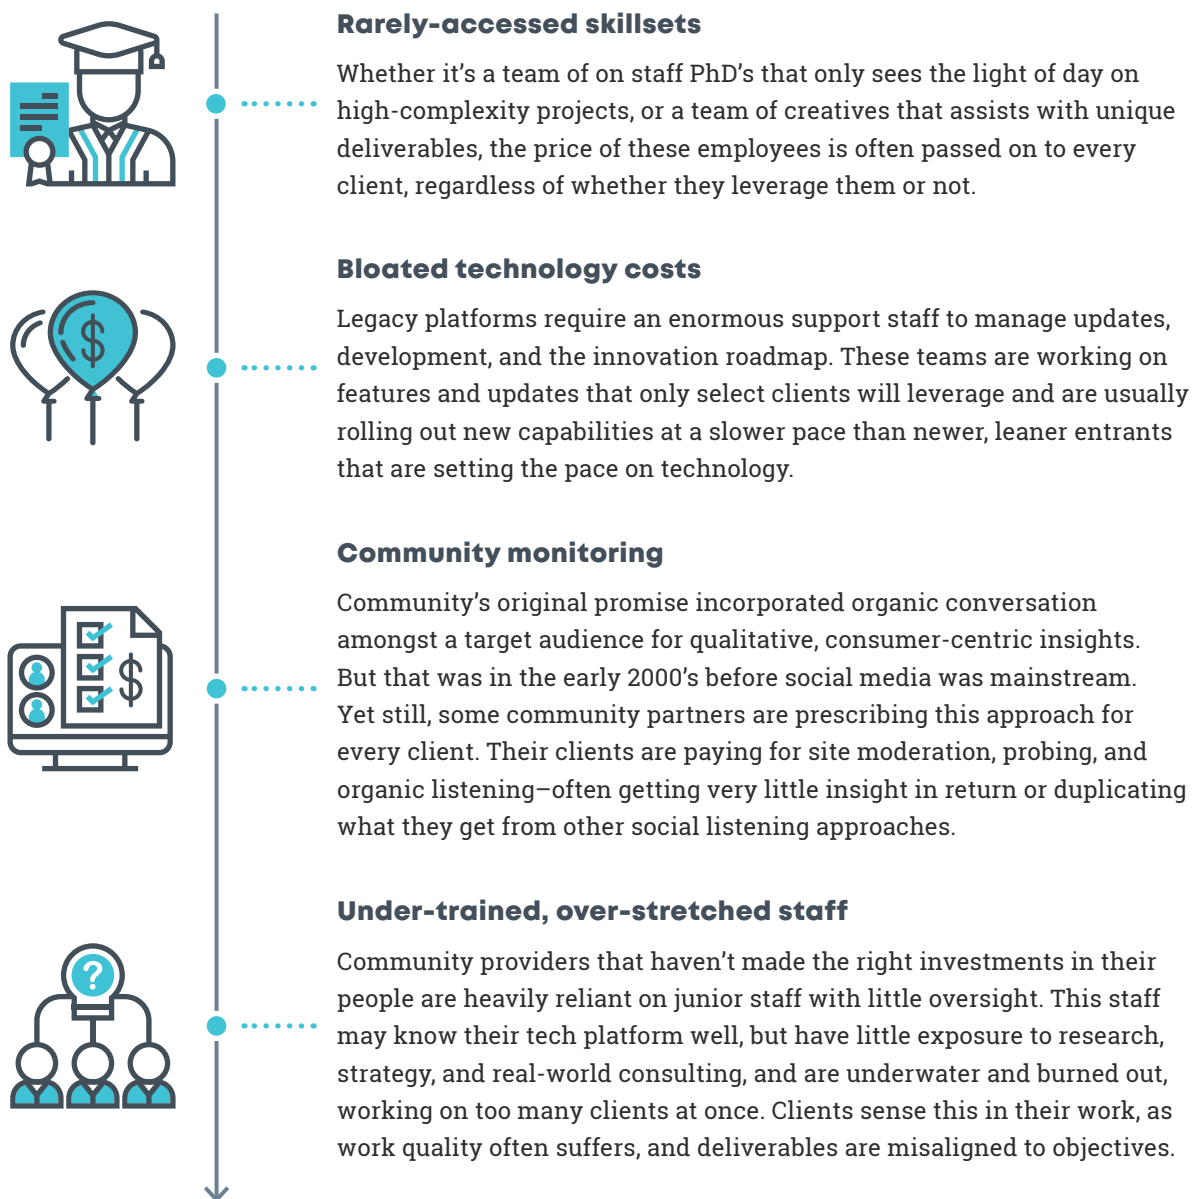 Rarely-accessed skillsets
Whether it’s a team of on staff PhD’s that only sees the light of day on
high-complexity projects, or a team of creatives that assists with unique
deliverables, the price of these employees is often passed on to every
client, regardless of whether they leverage them or not.
Bloated technology costs
$
Legacy platforms require an enormous support staff to manage updates,
development, and the innovation roadmap. These teams are working on
features and updates that only select clients will leverage and are usually
rolling out new capabilities at a slower pace than newer, leaner entrants
that are setting the pace on technology.
Community monitoring
Community’s original promise incorporated organic conversation
amongst a target audience for qualitative, consumer-centric insights.
But that was in the early 2000’s before social media was mainstream.
$
Yet still, some community partners are prescribing this approach for
every client. Their clients are paying for site moderation, probing, and
organic listening–often getting very little insight in return or duplicating
what they get from other social listening approaches.
Under-trained, over-stretched staff
?
Community providers that haven’t made the right investments in their
people are heavily reliant on junior staff with little oversight. This staff
may know their tech platform well, but have little exposure to research,
strategy, and real-world consulting, and are underwater and burned out,
working on too many clients at once. Clients sense this in their work, as
work quality often suffers, and deliverables are misaligned to objectives.